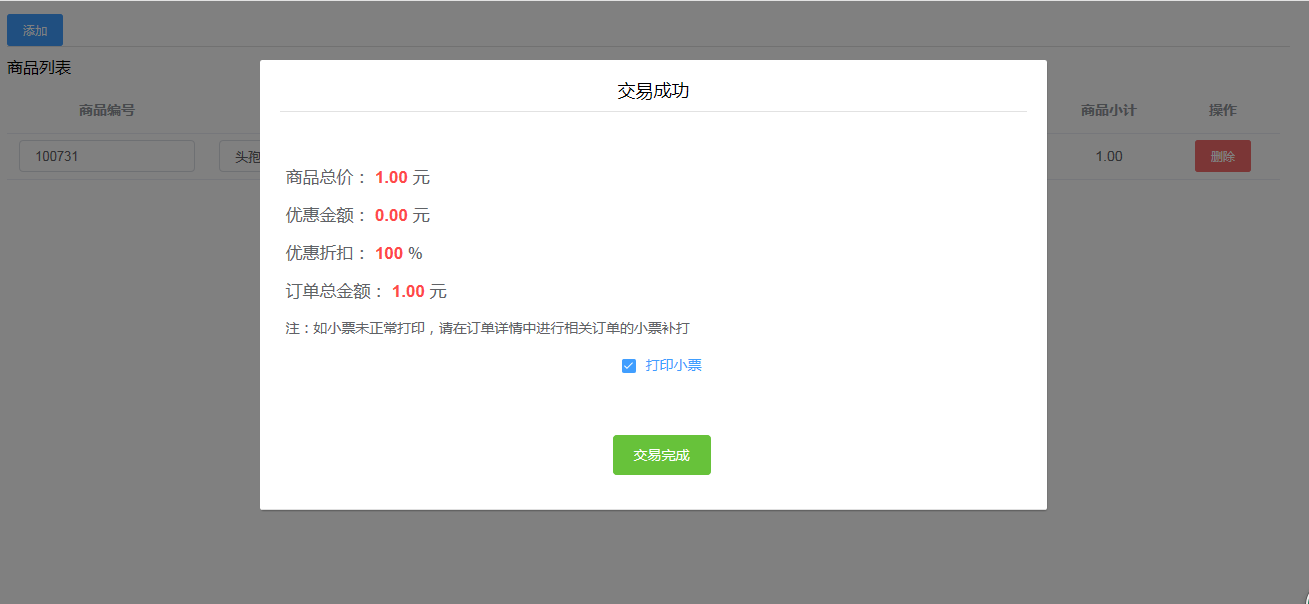 添加
商品列表
商品编号
商品小计
操作
100731
头孢
1.00
删除
交易成功
商品总价： 1.00 元
优惠金额： 0.00 元
优惠折扣： 100 %
订单总金额： 1.00 元
注：如小票未正常打印，请在订单详情中进行相关订单的小票补打
打印小票
交易完成